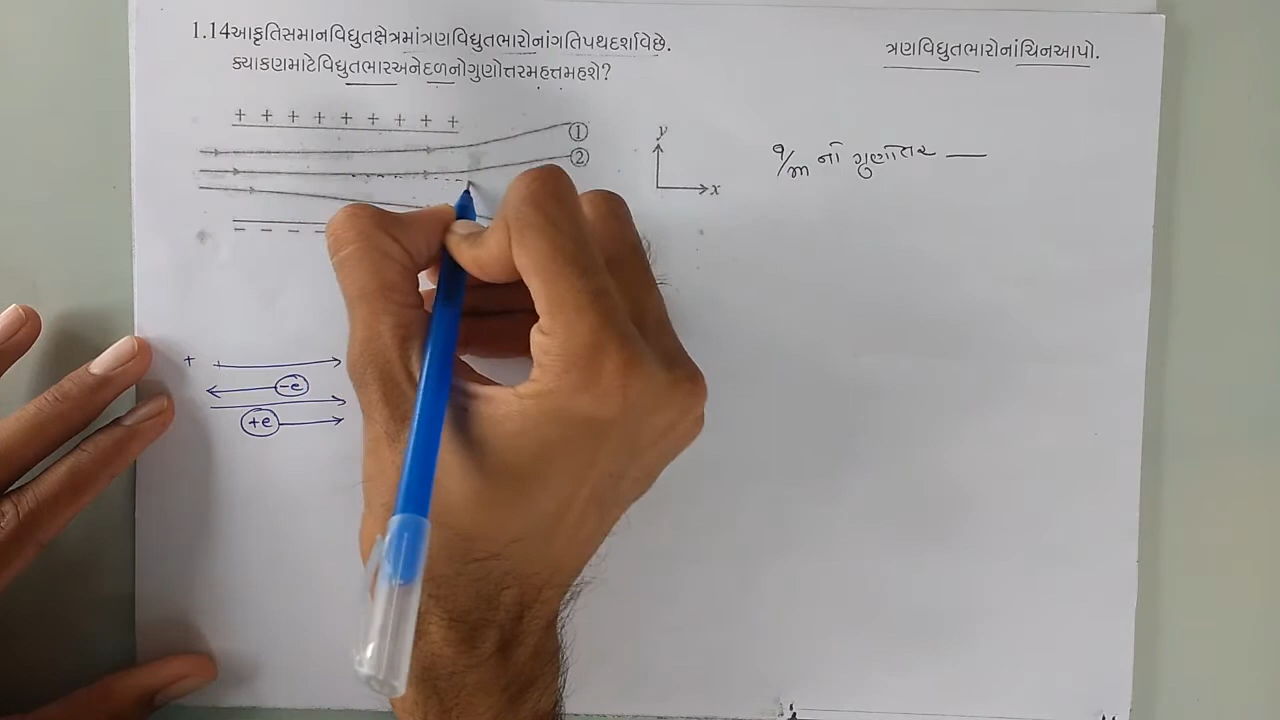 1.14આકૃતિસમાનવિદ્યુતક્ષેત્રમાંત્રણવિદ્યુતભારોનાંગતિપથદર્શાવેછે.
ત્રણવિદ્યુતભારોનાંચિનઆપો.
ક્યાકણમાટેવિદ્યુતભારઅનેદળનોગુણોત્તરમહત્તમહશે?
+ + + + + + + + +
①
②
y
x
q/m નો ગુણોતર —
− − − −
+
−e
+e